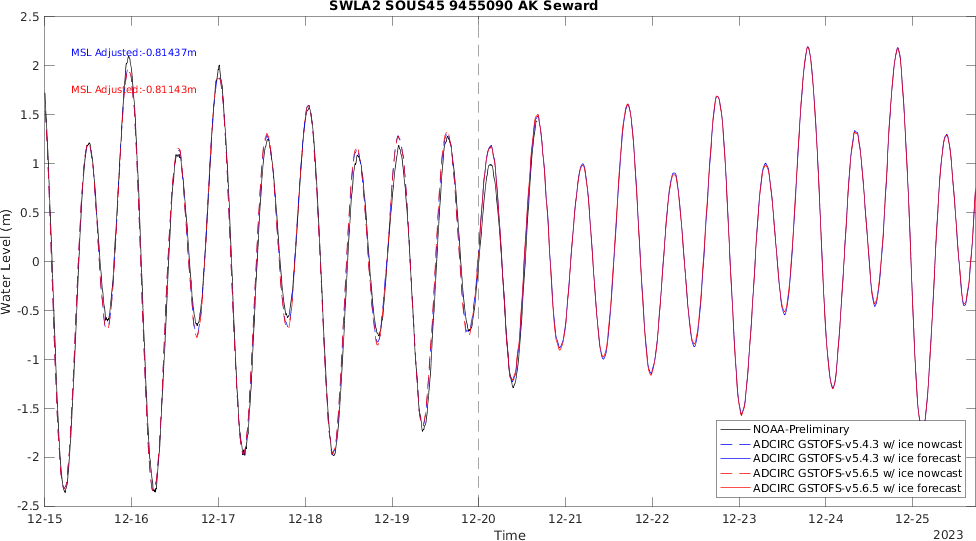 SWLA2 SOUS45 9455090 AK Seward
2.5
MSL Adjusted:-0.81437m
2
MSL Adjusted:-0.81143m
1.5
1
0.5
0
-0.5
-1
-1.5
-2
-2.5
Water Level (m)
NOAA-Preliminary
ADCIRC GSTOFS-v5.4.3 w/ ice nowcast
ADCIRC GSTOFS-v5.4.3 w/ ice forecast
ADCIRC GSTOFS-v5.6.5 w/ ice nowcast
ADCIRC GSTOFS-v5.6.5 w/ ice forecast
12-15 12-16 12-17 12-18 12-19 12-20 12-21 12-22 12-23 12-24 12-25
Time
2023